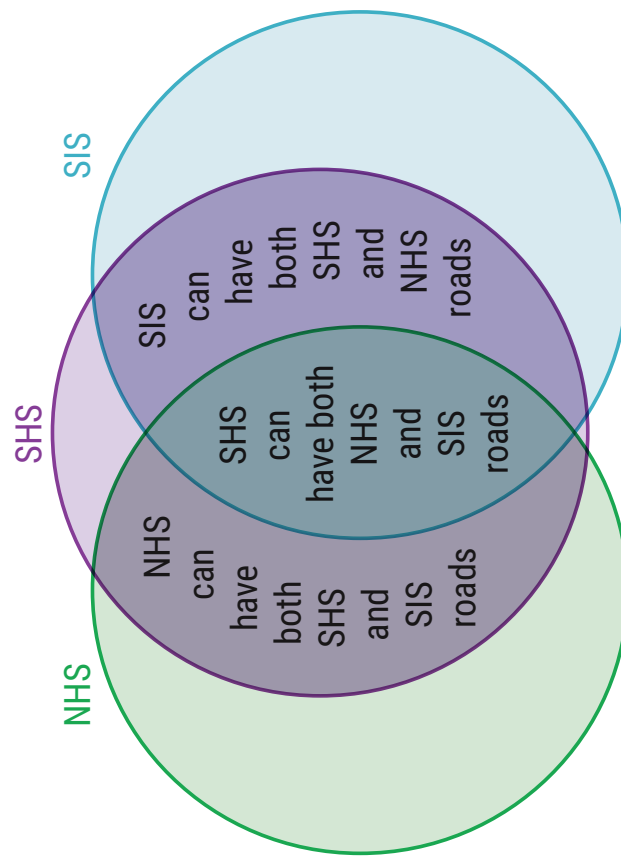 SHS
NHS
SIS
NHS
can
have
both
SHS
and
SIS
roads
SHS
can
have both
NHS
and
SIS
roads
SIS
can
have
both
SHS
and
NHS
roads